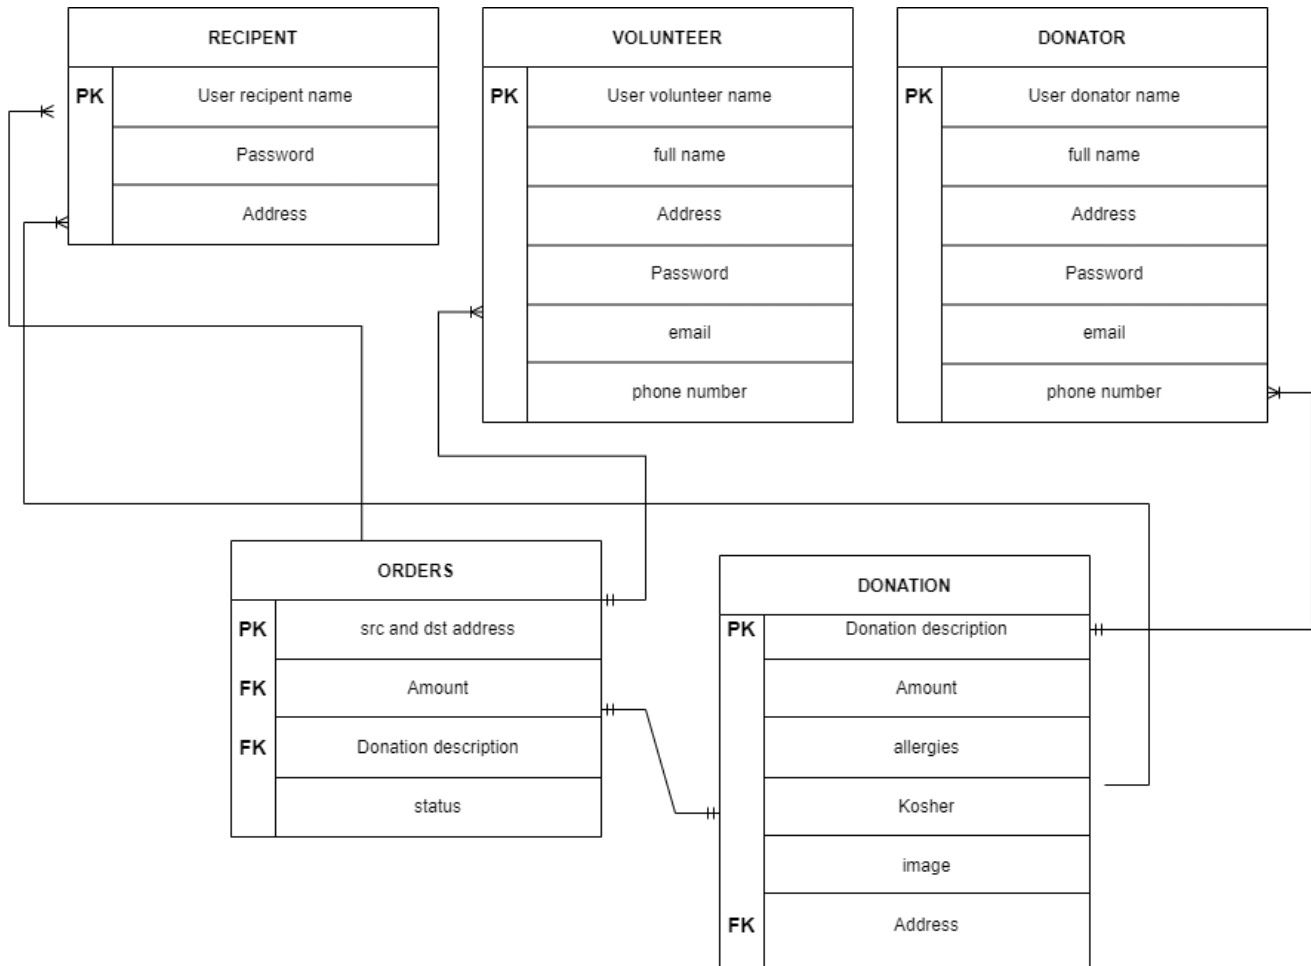 RECIPENT
PK
User recipent name
Password
Address
VOLUNTEER
PK
User volunteer name
full name
Address
Password
email
phone number
DONATOR
PK
User donator name
full name
Address
Password
email
phone number
ORDERS
PK
src and dst address
FK
Amount
FK
Donation description
status
DONATION
PK
Donation description
Amount
allergies
Kosher
image
FK
Address